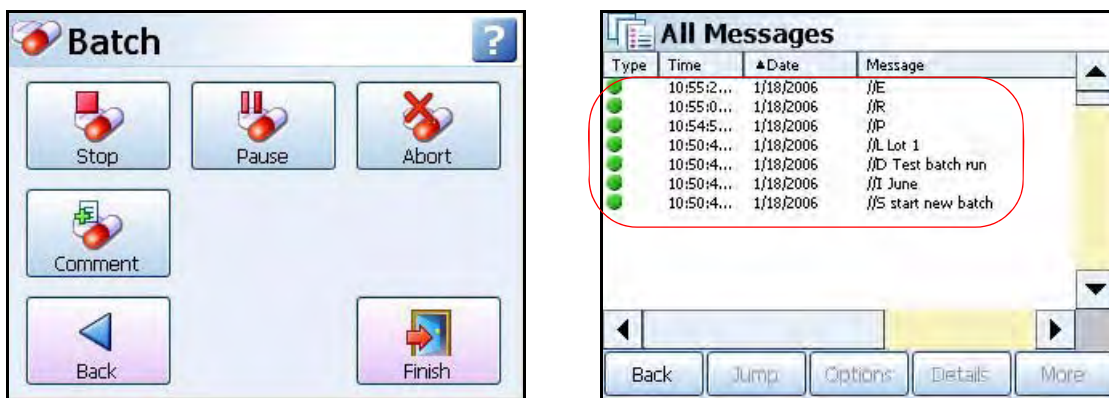 Batch
?
Stop Pause Abort
Comment
Back Finish
All Messages
Type Time ▲Date Message
10:55:2... 1/18/2006 //E
10:55:0... 1/18/2006 //R
10:54:5... 1/18/2006 //P
10:50:4... 1/18/2006 //L Lot 1
10:50:4... 1/18/2006 //D Test batch run
10:50:4... 1/18/2006 //I June
10:50:4... 1/18/2006 //S start new batch
Back Jump Options Details More